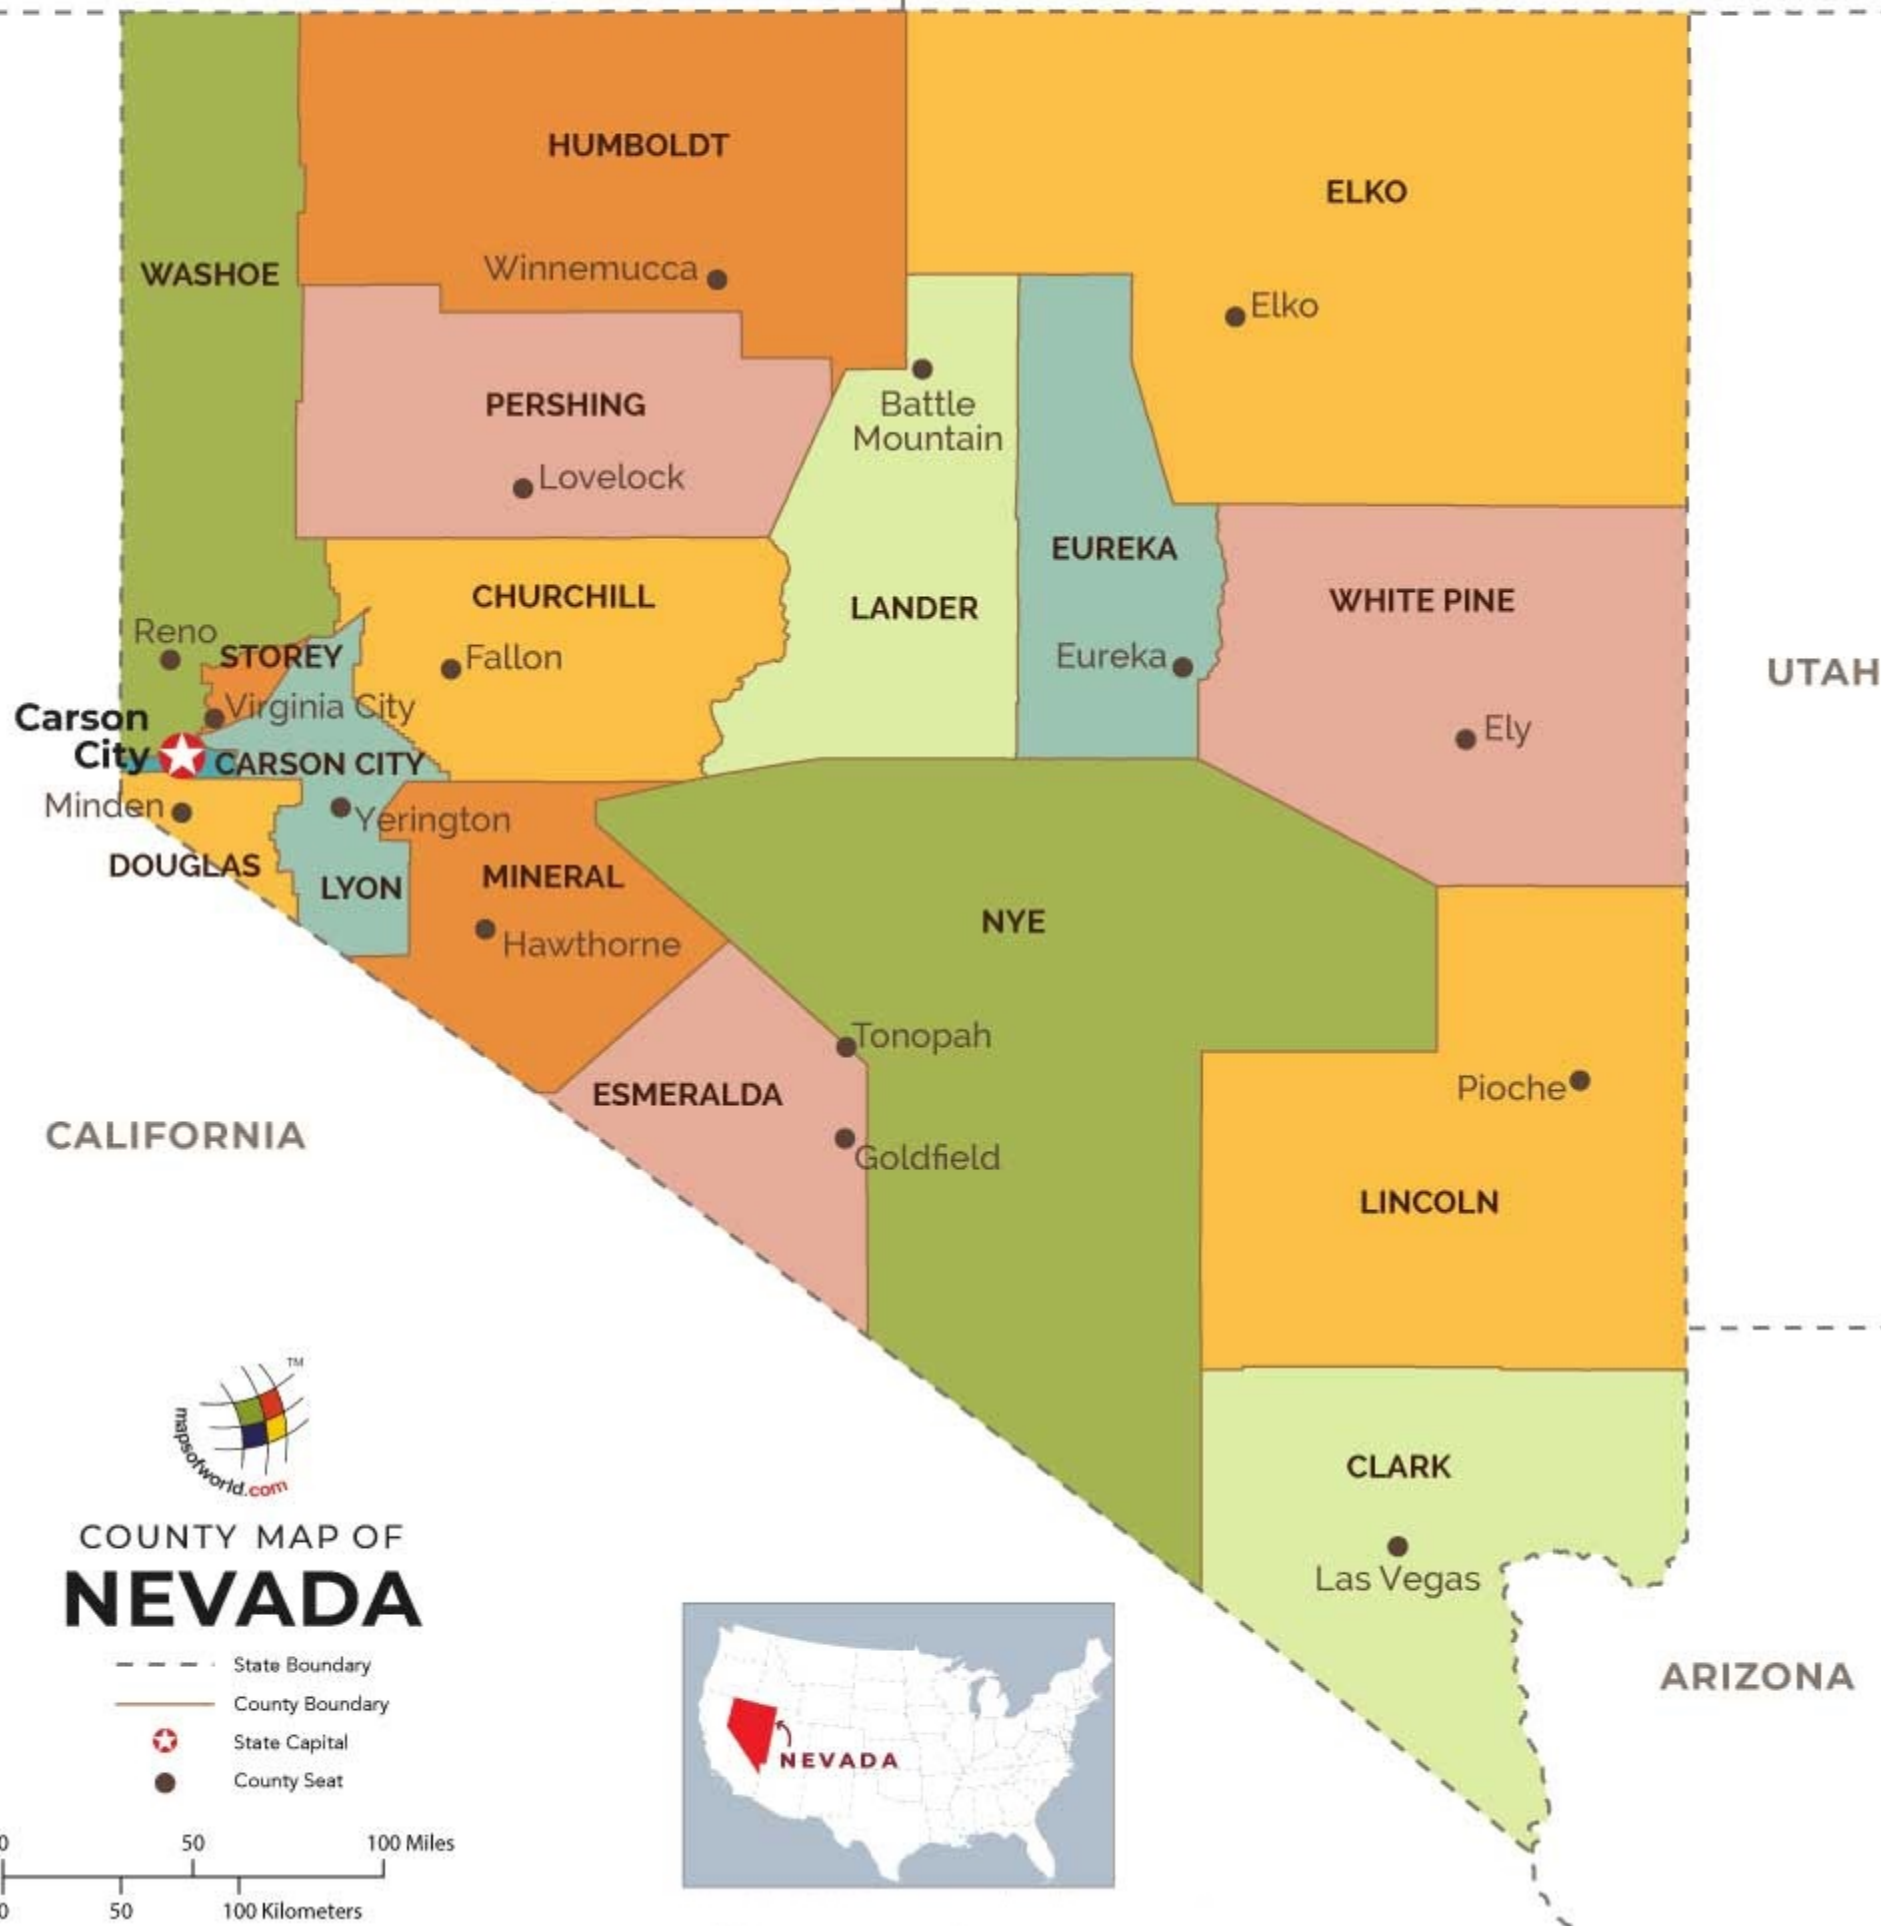 HUMBOLDT
ELKO
WASHOE
Winnemucca
Elko
PERSHING
Battle
Mountain
Lovelock
EUREKA
CHURCHILL
WHITE PINE
LANDER
Reno
STOREY
Fallon
Eureka
UTAH
Virginia City
Carson
City
CARSON CITY
Ely
Minden
Yerington
DOUGLAS
LYON
MINERAL
Hawthorne
NYE
Tonopah
ESMERALDA
Pioche
CALIFORNIA
Goldfield
LINCOLN
TM
mapsofworld.com
CLARK
Las Vegas
COUNTY MAP OF
NEVADA
State Boundary
County Boundary
State Capital
County Seat
ARIZONA
NEVADA
0 50 100 Miles
0 50 100 Kilometers